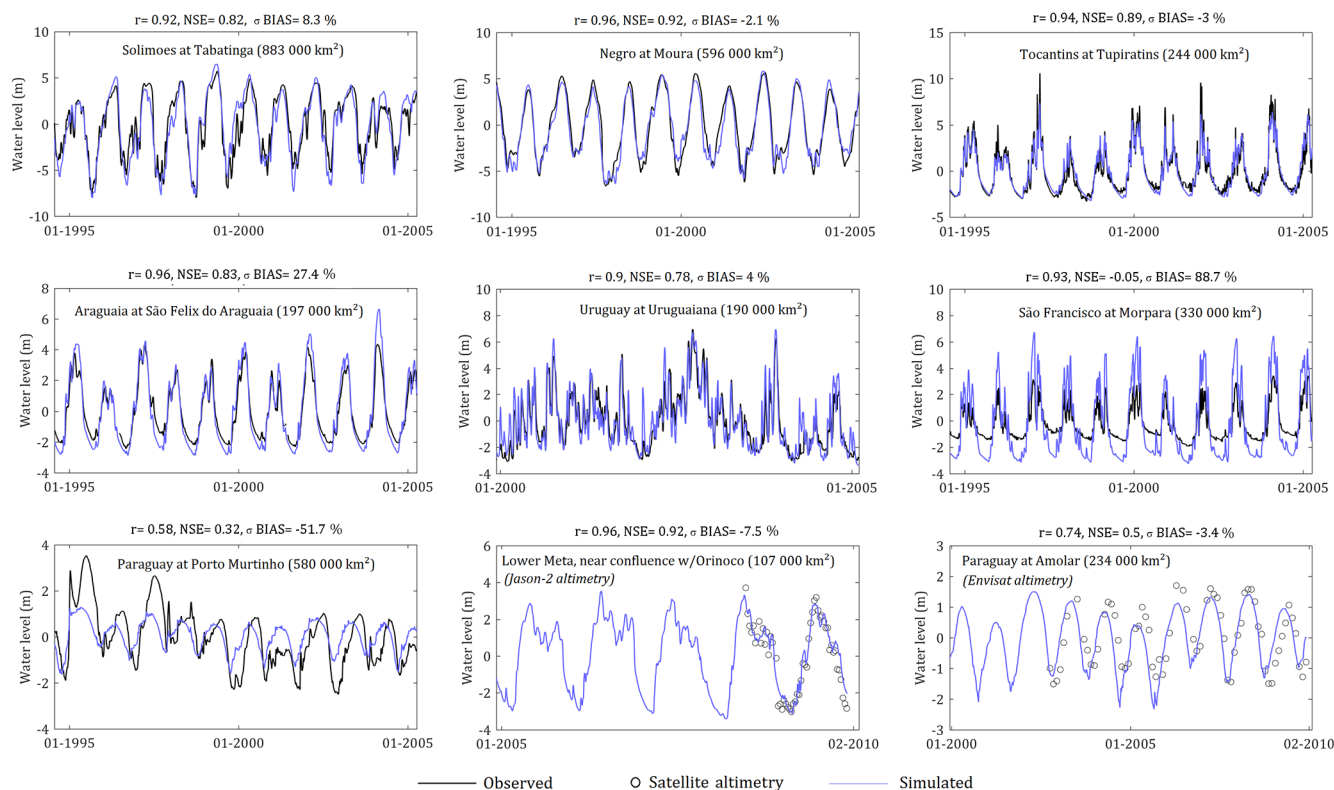 r= 0.92, NSE= 0.82, σ BIAS= 8.3 %
Solimoes at Tabatinga (883 000 km²)
Water level (m)
10
5
0
-5
-10
01-1995
01-2000
01-2005
r= 0.96, NSE= 0.92, σ BIAS= -2.1 %
Negro at Moura (596 000 km²)
Water level (m)
10
5
0
-5
-10
01-1995
01-2000
01-2005
r= 0.94, NSE= 0.89, σ BIAS= -3 %
Tocantins at Tupiratins (244 000 km²)
Water level (m)
15
10
5
0
-5
01-1995
01-2000
01-2005
r= 0.96, NSE= 0.83, σ BIAS= 27.4 %
Araguaia at São Felix do Araguaia (197 000 km²)
Water level (m)
8
6
4
2
0
-2
-4
01-1995
01-2000
01-2005
r= 0.9, NSE= 0.78, σ BIAS= 4 %
Uruguay at Uruguaiana (190 000 km²)
Water level (m)
10
8
6
4
2
0
-2
-4
01-2000
01-2005
r= 0.93, NSE= -0.05, σ BIAS= 88.7 %
São Francisco at Morpara (330 000 km²)
Water level (m)
10
8
6
4
2
0
-2
-4
01-1995
01-2000
01-2005
r= 0.58, NSE= 0.32, σ BIAS= -51.7 %
Paraguay at Porto Murtinho (580 000 km²)
Water level (m)
4
2
0
-2
-4
01-1995
01-2000
01-2005
r= 0.96, NSE= 0.92, σ BIAS= -7.5 %
Lower Meta, near confluence w/Orinoco (107 000 km²)
(Jason-2 altimetry)
Water level (m)
6
4
2
0
-2
-4
01-2005
02-2010
r= 0.74, NSE= 0.5, σ BIAS= -3.4 %
Paraguay at Amolar (234 000 km²)
(Envisat altimetry)
Water level (m)
3
2
1
0
-1
-2
-3
01-2000
01-2005
02-2010
Observed
Satellite altimetry
Simulated